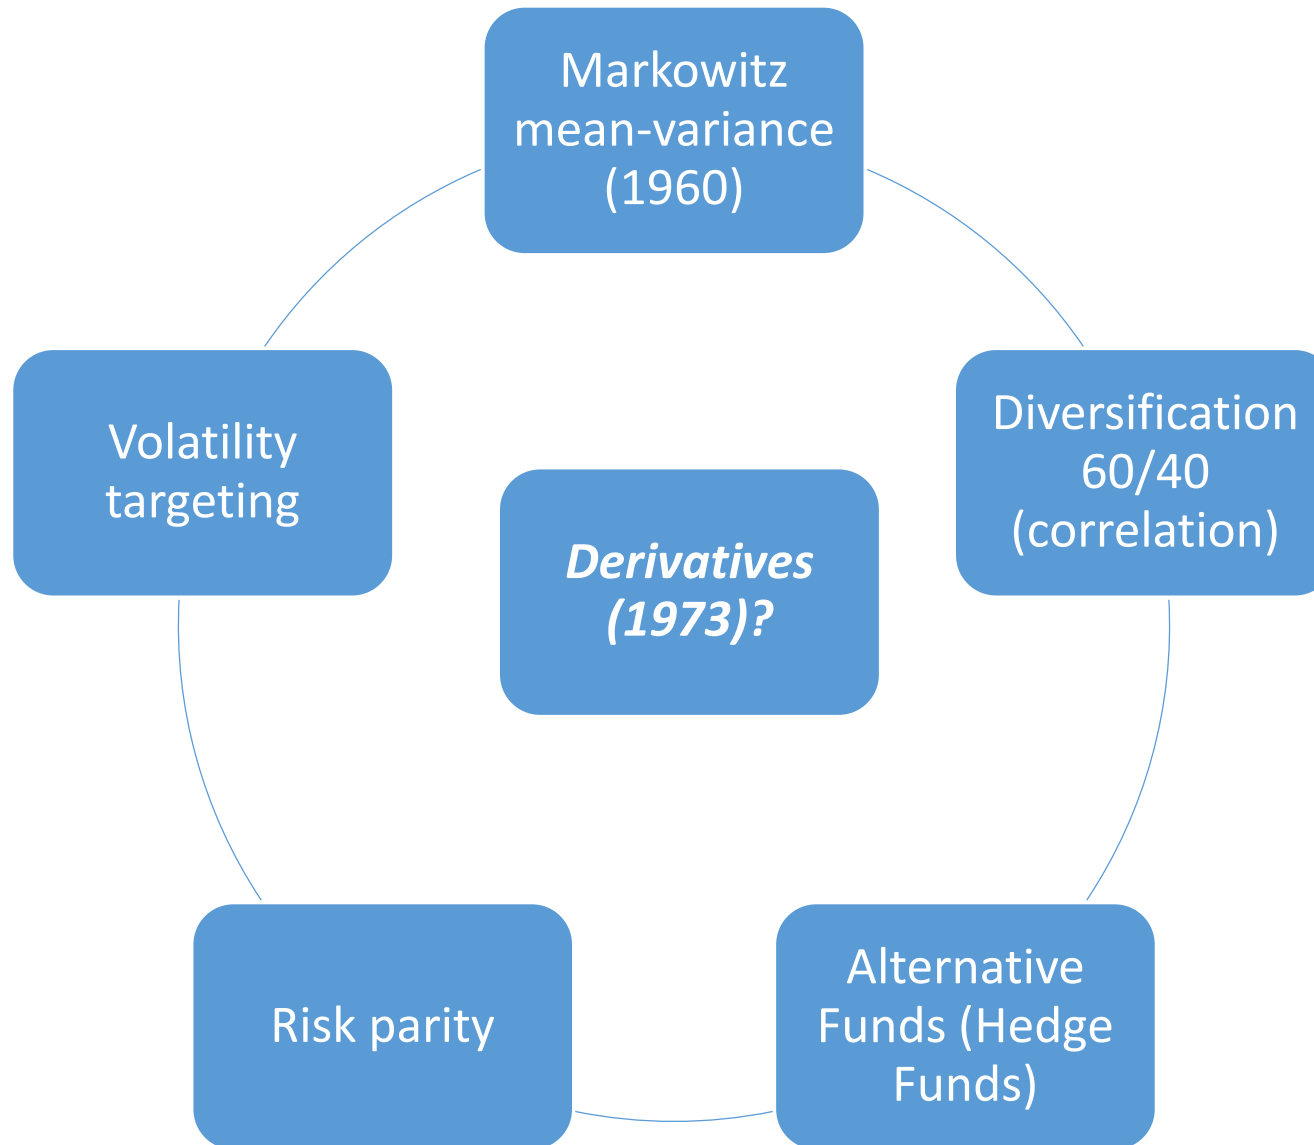 Markowitz
mean-variance
(1960)
Diversification
60/40
(correlation)
Alternative
Funds (Hedge
Funds)
Risk parity
Volatility
targeting
Derivatives
(1973)?